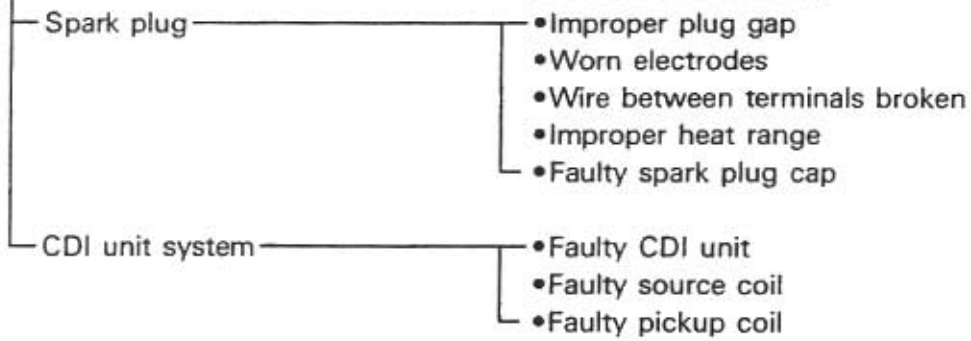 Spark plug •Improper plug gap
•Worn electrodes
•Wire between terminals broken
•Improper heat range
•Faulty spark plug cap
CDI unit system •Faulty CDI unit
•Faulty source coil
•Faulty pickup coil